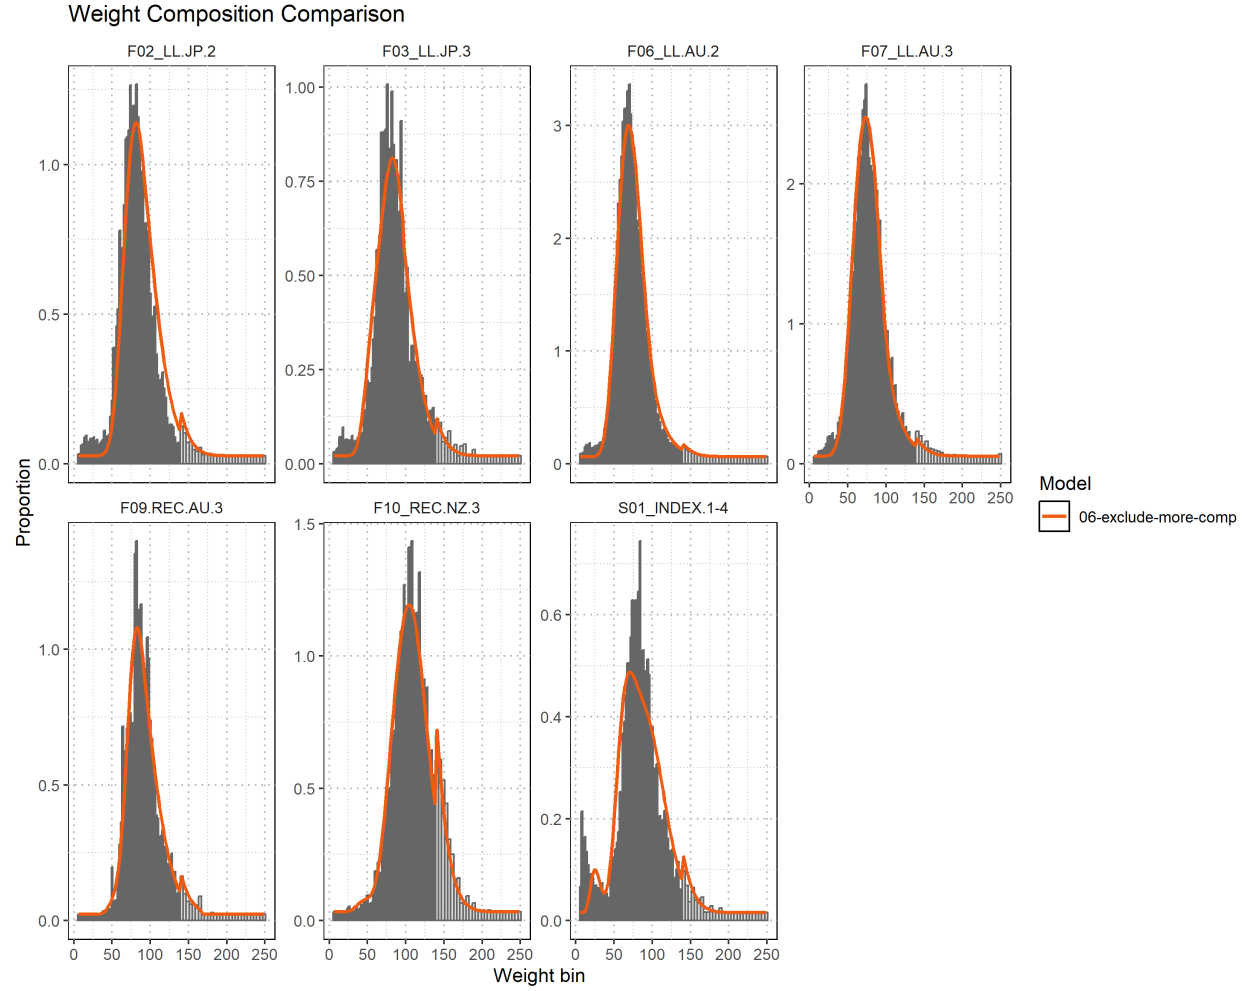 Weight Composition Comparison
F02_LL.JP.2
F03_LL.JP.3
F06_LL.AU.2
F07_LL.AU.3
1.0
0.5
0.0
1.00
0.75
0.50
0.25
0.00
3
2
1
0
2
1
0
0 50 100 150 200 250
Proportion
Model
06-exclude-more-comp
F09.REC.AU.3
F10_REC.NZ.3
S01_INDEX.1-4
1.0
0.5
0.0
1.5
1.0
0.5
0.0
0.6
0.4
0.2
0.0
0 50 100 150 200 250
0 50 100 150 200 250
0 50 100 150 200 250
Weight bin